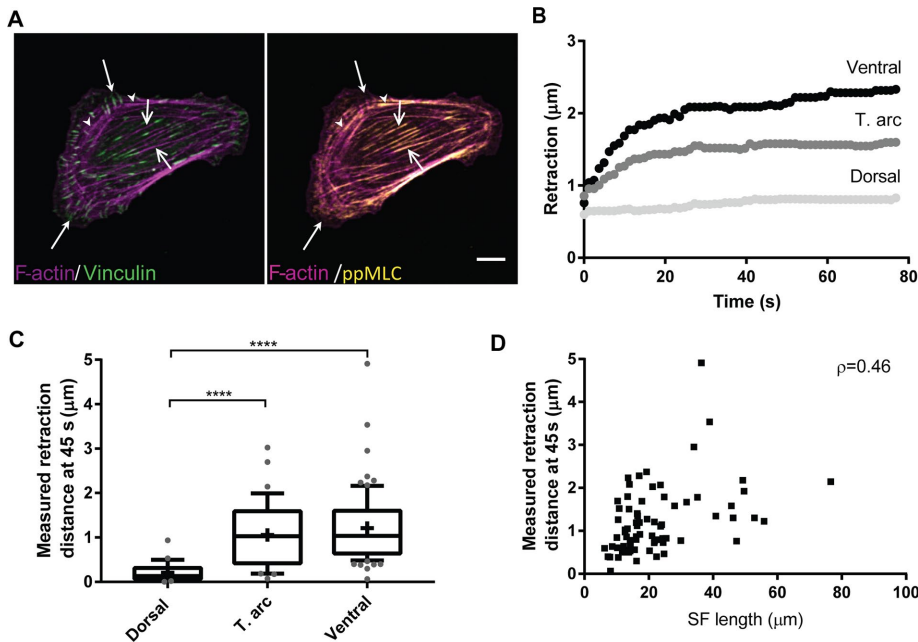 A
F-actin/Vinculin
F-actin /ppMLC
B
3
2
1
0
Retraction (μm)
Ventral
T. arc
Dorsal
0 20 40 60 80
Time (s)
C
5
4
3
2
1
0
Measured retraction
distance at 45 s (μm)
****
****
Dorsal
T. arc
Ventral
D
5
4
3
2
1
0
Measured retraction
distance at 45 s (μm)
ρ=0.46
0 20 40 60 80 100
SF length (μm)